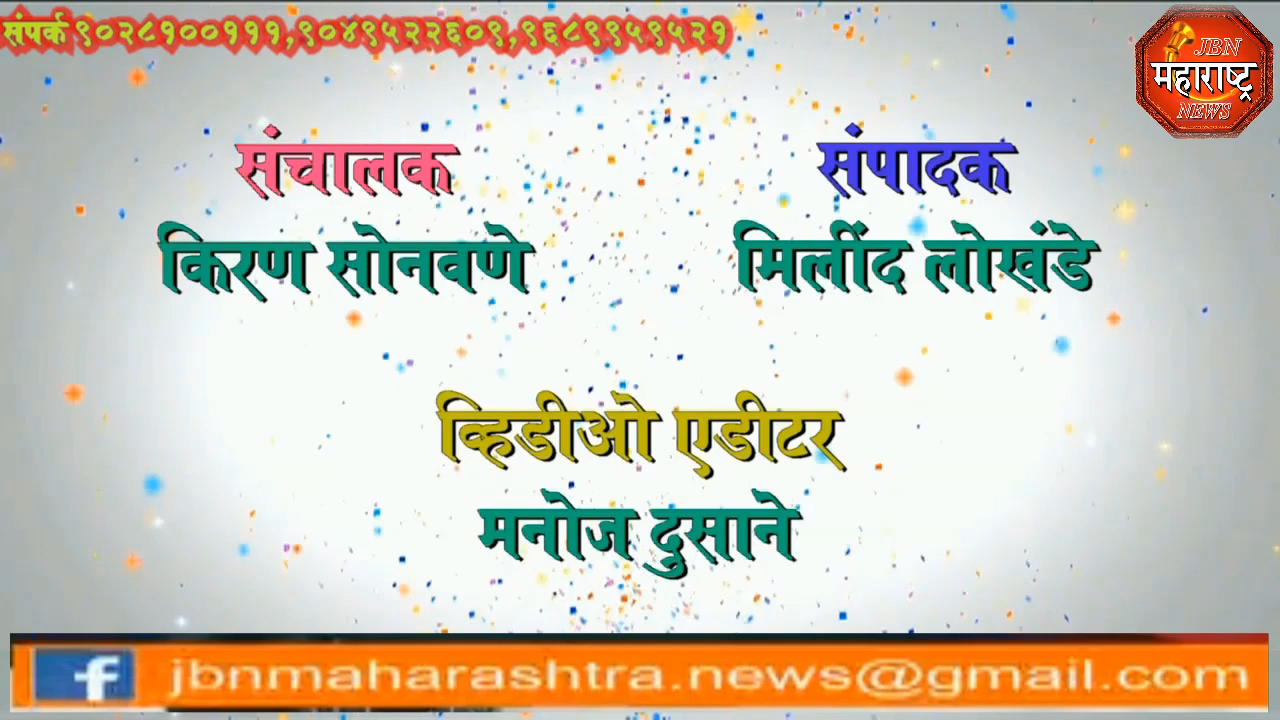 संपर्क ९०२८१००१११,९०४९५२२६०९,९६८९९५९५२१
JBN
महाराष्ट्र
NEWS
संचालक
किरण सोनवणे
संपादक
मिलींद लोखंडे
व्हिडीओ एडीटर
मनोज दुसाने
f jbnmaharashtra.news@gmail.com